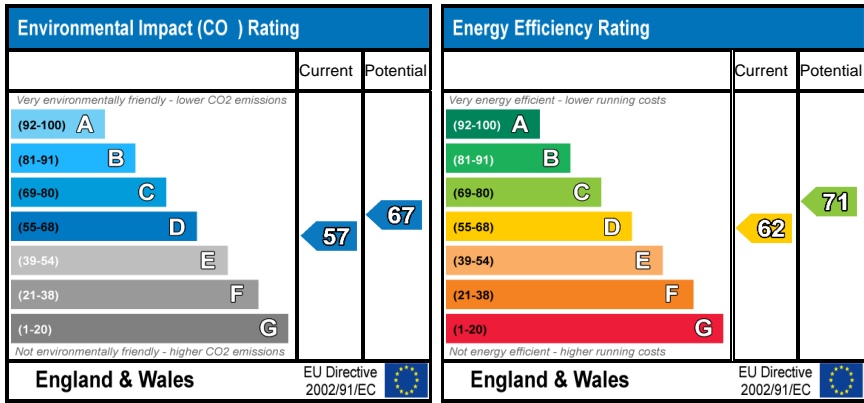 Environmental Impact (CO ) Rating
Current Potential
Very environmentally friendly - lower CO2 emissions
(92-100) A
(81-91) B
(69-80) C
(55-68) D
(39-54) E
(21-38) F
(1-20) G
57
67
Not environmentally friendly - higher CO2 emissions
England & Wales
EU Directive
2002/91/EC
Energy Efficiency Rating
Current Potential
Very energy efficient - lower running costs
(92-100) A
(81-91) B
(69-80) C
(55-68) D
(39-54) E
(21-38) F
(1-20) G
62
71
Not energy efficient - higher running costs
England & Wales
EU Directive
2002/91/EC